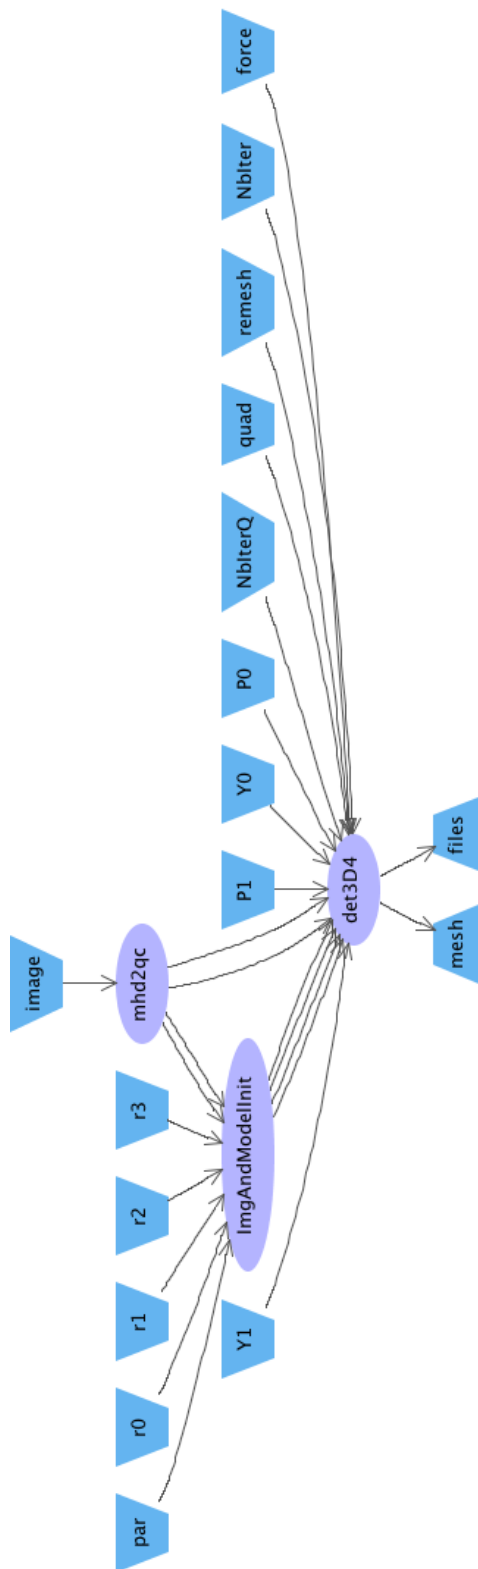 image
par
r0
r1
r2
r3
mhd2qc
Y1
ImgAndModelInit
P1
Y0
P0
NbIterQ
quad
remesh
NbIter
force
det3D4
mesh
files